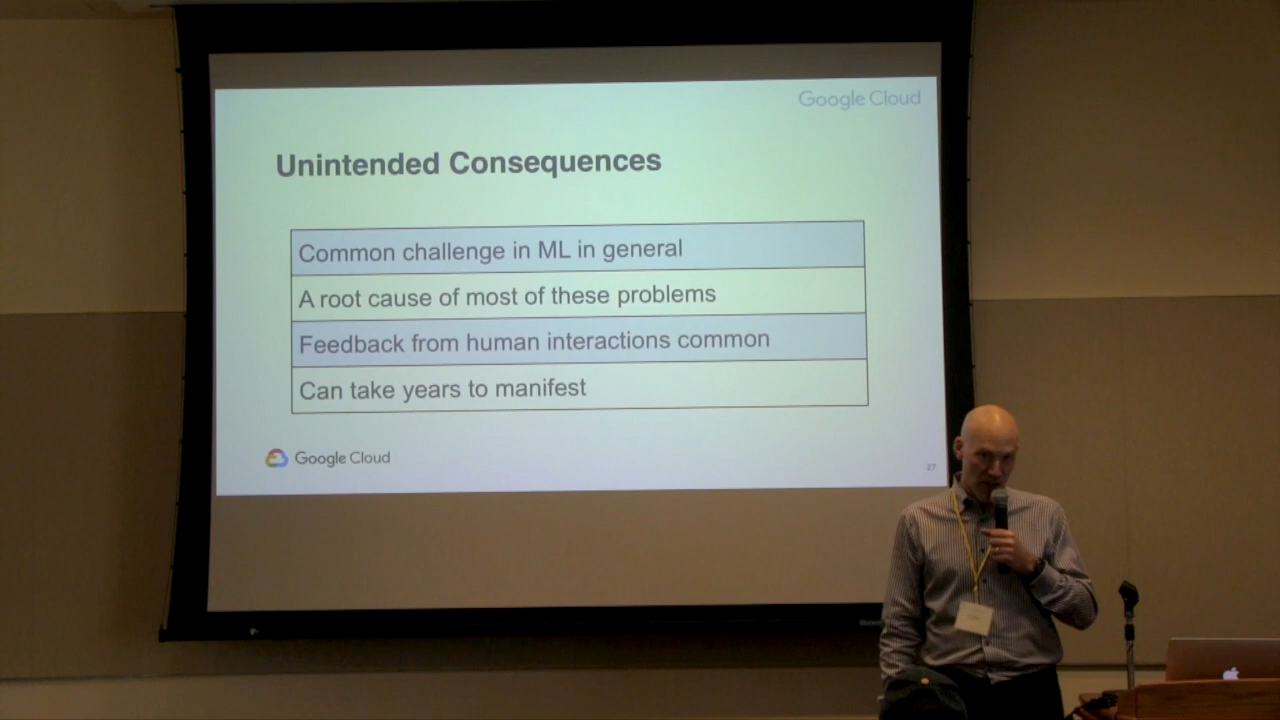 Google Cloud
Unintended Consequences
Common challenge in ML in general
A root cause of most of these problems
Feedback from human interactions common
Can take years to manifest
Google Cloud
27